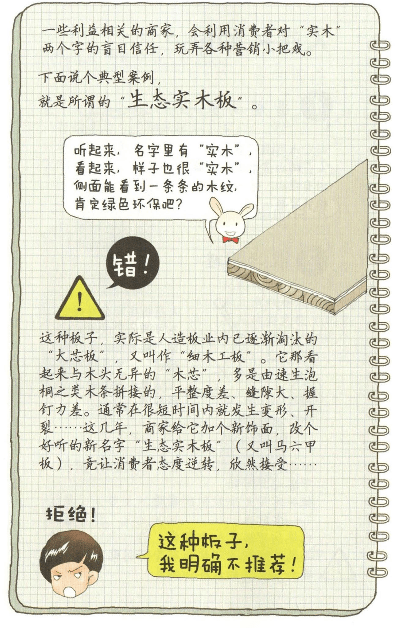 一些利益相关的商家，会利用消费者对“实木”
两个字的盲目信任，玩弄各种营销小把戏。
下面说个典型案例，
就是所谓的“生态实木板”。
听起来，名字里有“实木”，
看起来，样子也很“实木”，
侧面能看到一条条的木纹，
肯定绿色环保吧？
错！
!
这种板子，实际是人造板业内已逐渐淘汰的
“大芯板”，又叫作“细木工板”。它那看
起来与木头无异的“木芯”，多是由速生泡
桐之类木条拼接的，平整度差、缝隙大、握
钉力差。通常在很短时间内就发生变形、开
裂……这几年，商家给它加个新饰面，改个
好听的新名字“生态实木板”（又叫马六甲
板），竟让消费者态度逆转，欣然接受……
拒绝！
这种板子，
我明确不推荐！